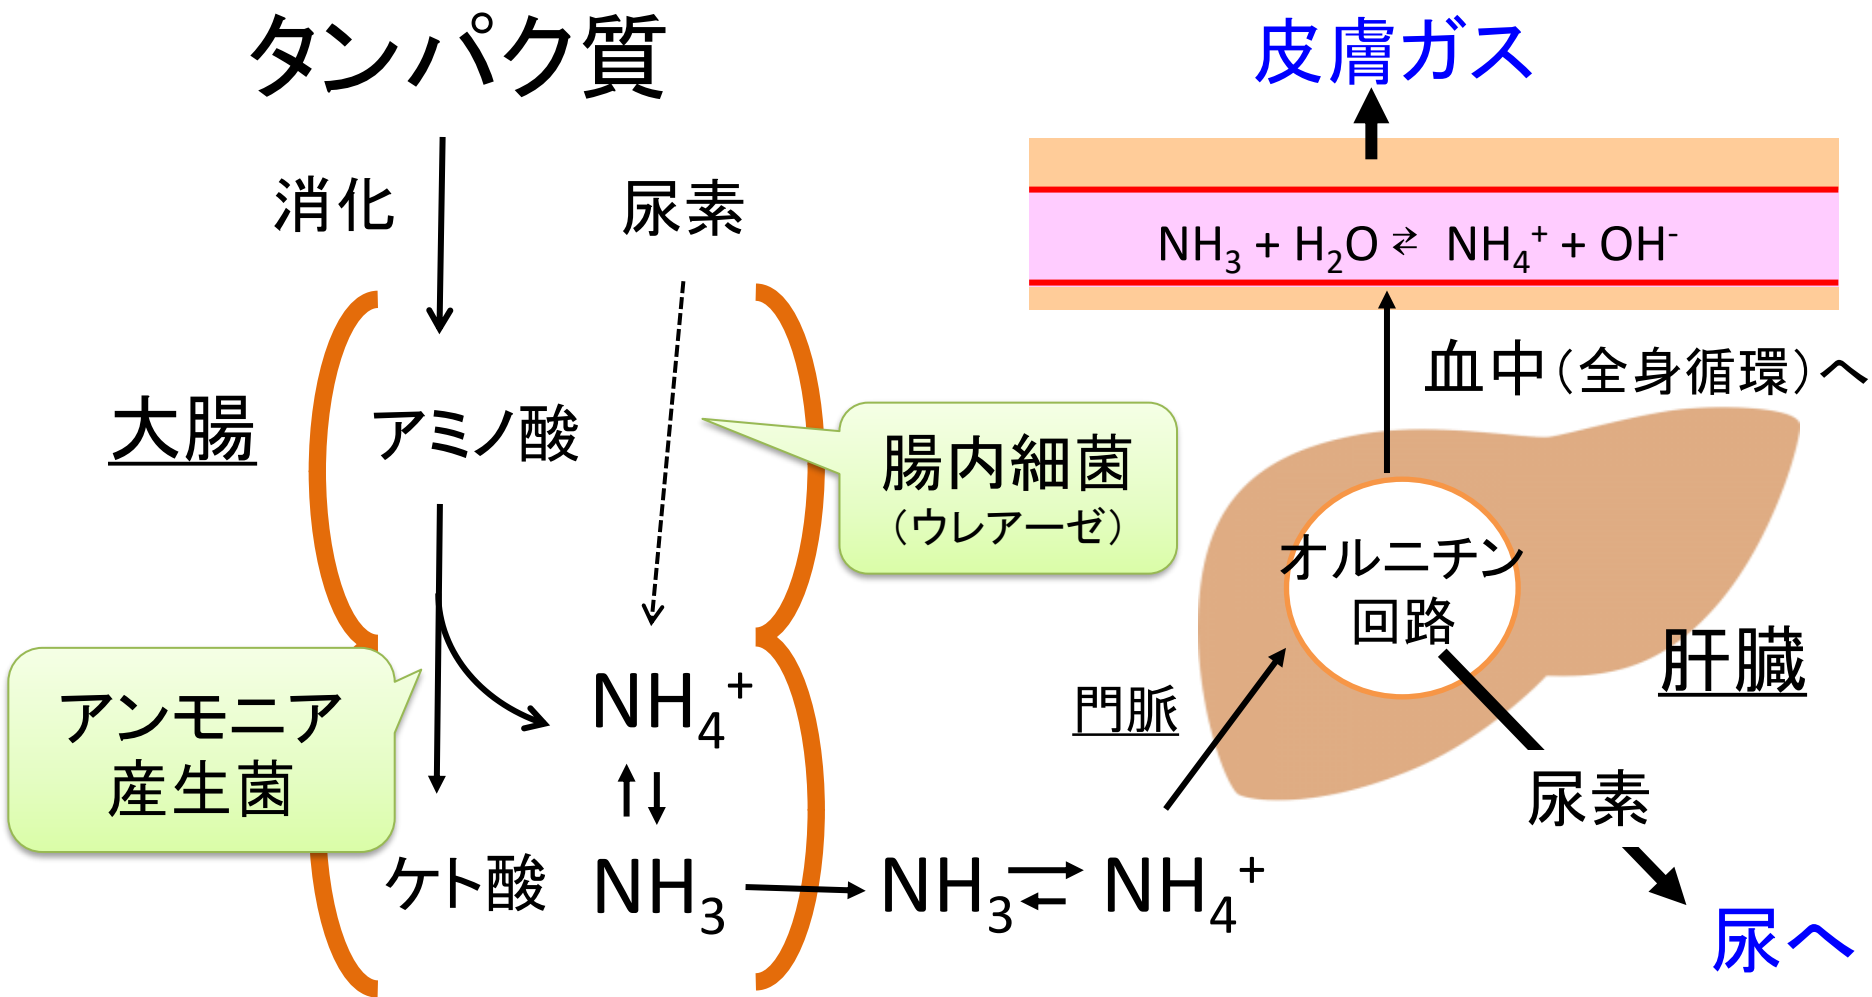 タンパク質
消化
尿素
大腸
アミノ酸
腸内細菌
（ウレアーゼ）
アンモニア
産生菌
NH₄⁺
ケト酸
NH₃
NH₃
NH₄⁺
門脈
オルニチン
回路
肝臓
尿素
尿へ
血中（全身循環）へ
NH₃ + H₂O ⇄ NH₄⁺ + OH⁻
皮膚ガス